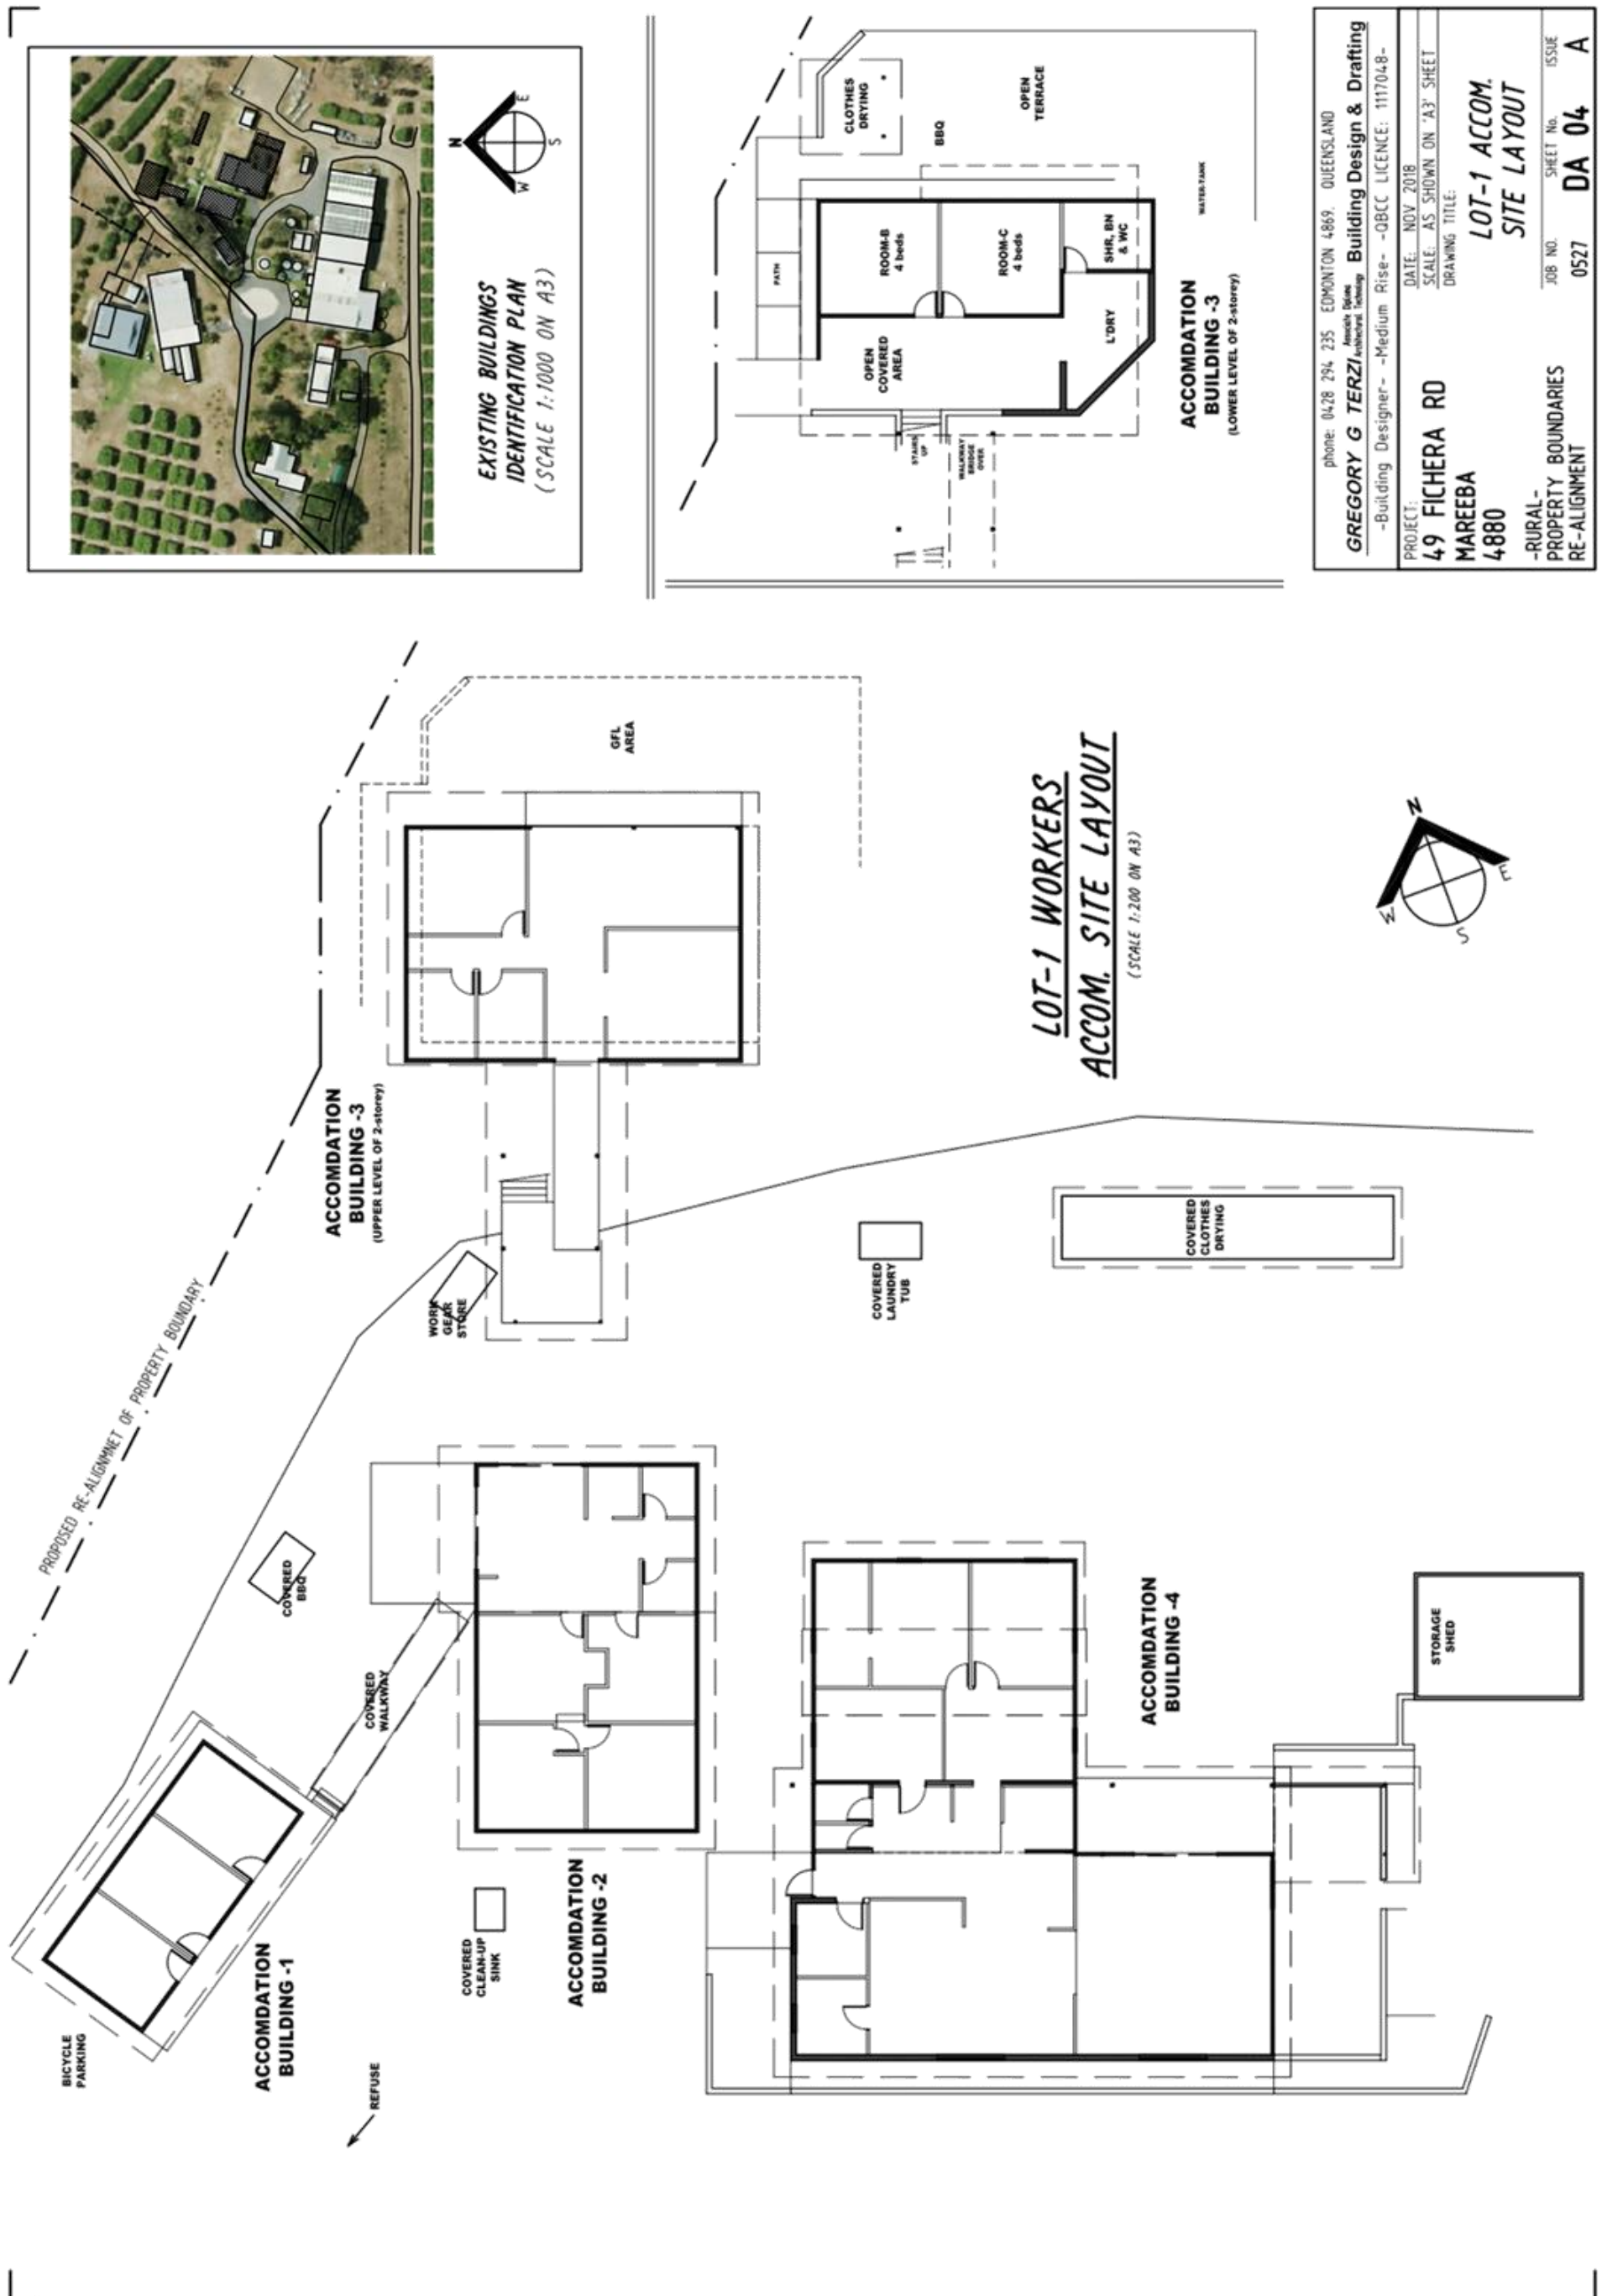 PROPOSED RE-ALIGNMNET OF PROPERTY BOUNDARY
BICYCLE
PARKING
ACCOMDATION
BUILDING -1
REFUSE
COVERED
BBQ
COVERED
WALKWAY
COVERED
CLEAN-UP
SINK
ACCOMDATION
BUILDING -2
ACCOMDATION
BUILDING -3
(UPPER LEVEL OF 2-storey)
WORK
GEAR
STORE
GFL
AREA
COVERED
LAUNDRY
TUB
COVERED
CLOTHES
DRYING
ACCOMDATION
BUILDING -4
STORAGE
SHED
LOT-1 WORKERS
ACCOM. SITE LAYOUT
(SCALE 1:200 ON A3)
N
W
E
S
N
W
E
S
EXISTING BUILDINGS
IDENTIFICATION PLAN
(SCALE 1:1000 ON A3)
CLOTHES
DRYING
BBQ
OPEN
TERRACE
PATH
ROOM-B
4 beds
ROOM-C
4 beds
SHR, BN
& WC
WATER-TANK
OPEN
COVERED
AREA
L'DRY
STAIRS
UP
WALKWAY
BRIDGE
OVER
ACCOMDATION
BUILDING -3
(LOWER LEVEL OF 2-storey)
phone: 0428 294 235 EDMONTON 4869. QUEENSLAND
GREGORY G TERZI Associate Diploma Architectural Technology Building Design & Drafting
-Building Designer- -Medium Rise- -QBCC LICENCE: 1117048-
PROJECT:
49 FICHERA RD
MAREEBA
4880
-RURAL-
PROPERTY BOUNDARIES
RE-ALIGNMENT
DATE: NOV 2018
SCALE: AS SHOWN ON 'A3' SHEET
DRAWING TITLE:
LOT-1 ACCOM.
SITE LAYOUT
JOB NO. SHEET No. ISSUE
0527 DA 04 A